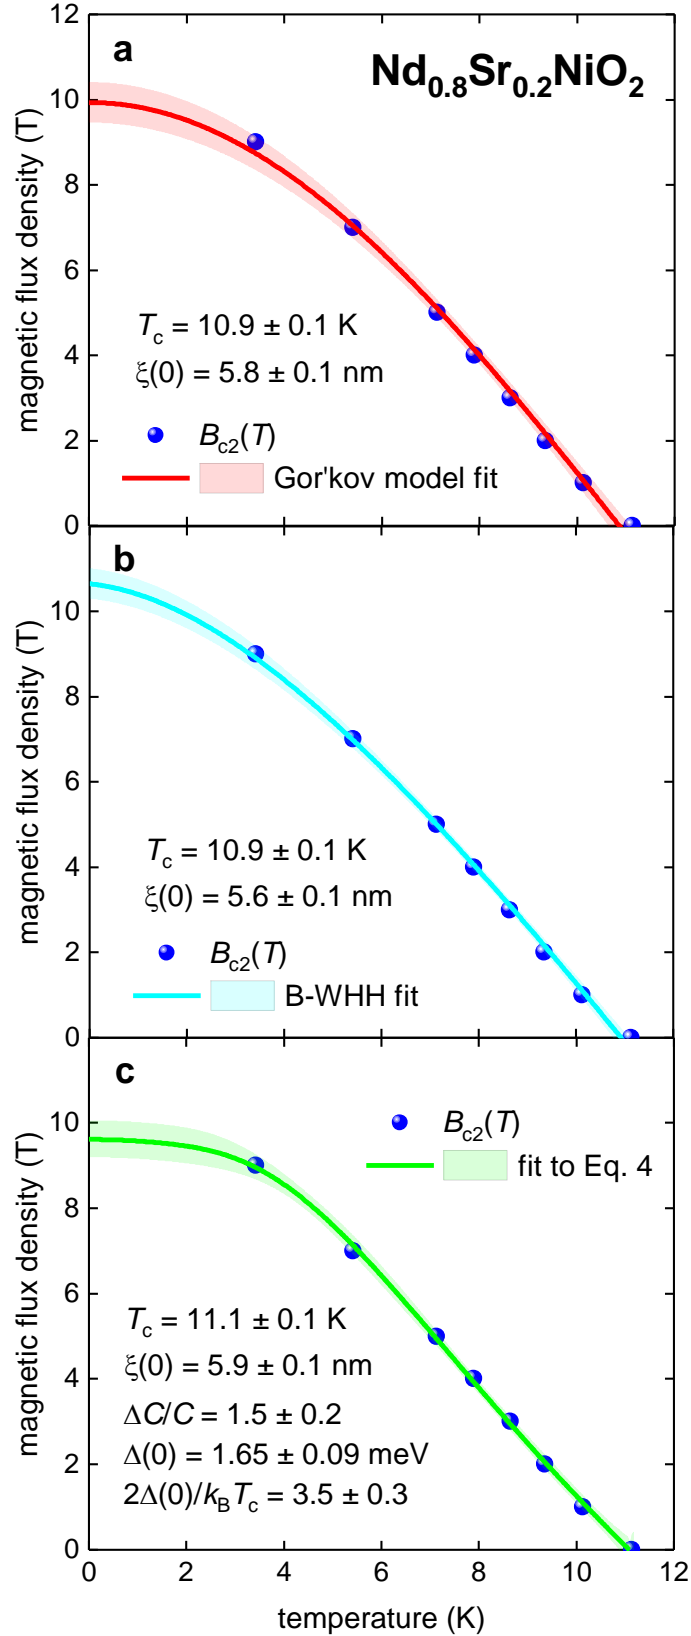 a
Nd0.8Sr0.2NiO2
10
8
6
4
2
0
magnetic flux density (T)
Tc = 10.9 ± 0.1 K
ξ(0) = 5.8 ± 0.1 nm
Bc2(T)
Gor'kov model fit
b
10
8
6
4
2
0
magnetic flux density (T)
Tc = 10.9 ± 0.1 K
ξ(0) = 5.6 ± 0.1 nm
Bc2(T)
B-WHH fit
c
10
8
6
4
2
0
magnetic flux density (T)
Bc2(T)
fit to Eq. 4
Tc = 11.1 ± 0.1 K
ξ(0) = 5.9 ± 0.1 nm
ΔC/C = 1.5 ± 0.2
Δ(0) = 1.65 ± 0.09 meV
2Δ(0)/kBTc = 3.5 ± 0.3
0 2 4 6 8 10 12
temperature (K)